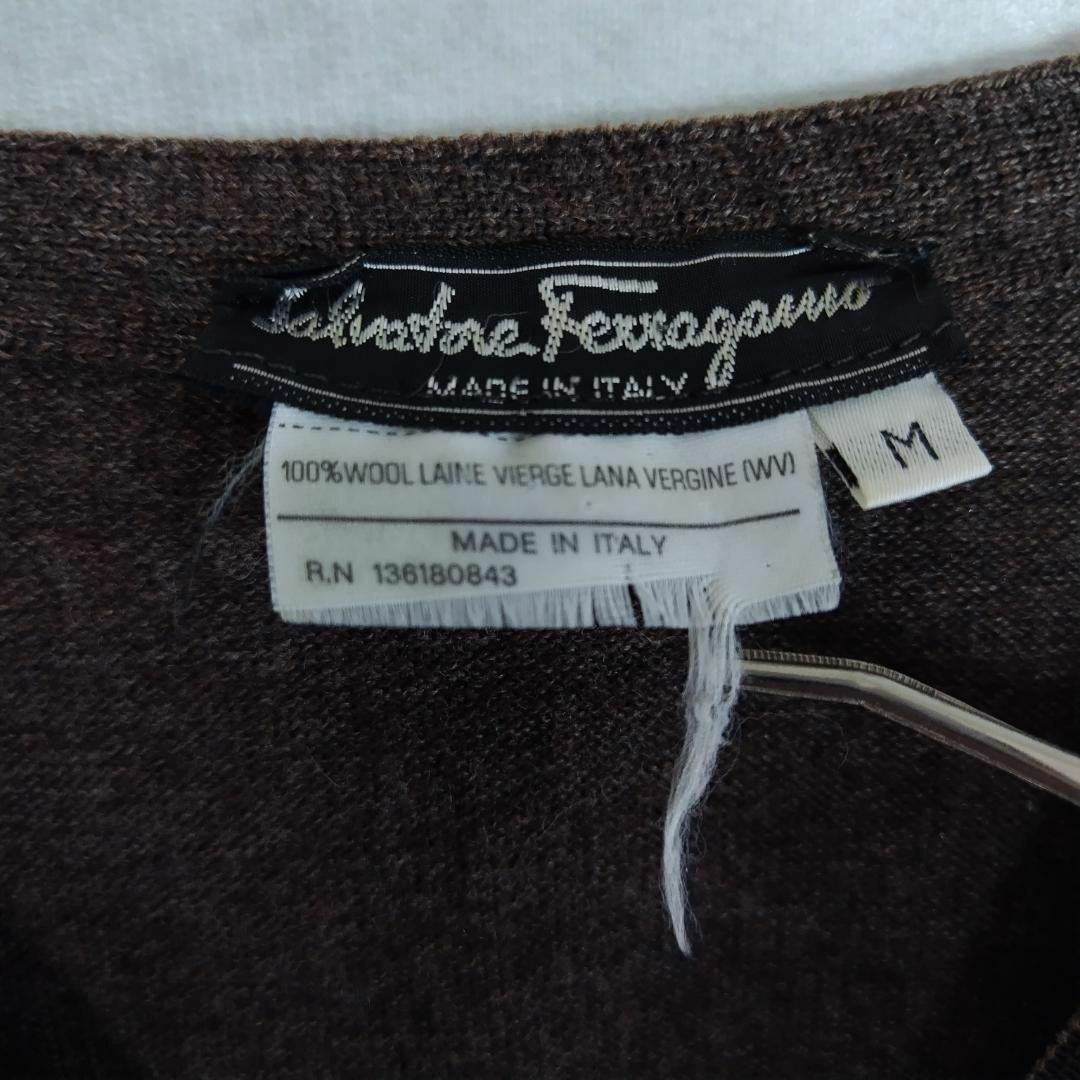 Salvatore Ferragamo
MADE IN ITALY
M
100%WOOL LAINE VIERGE LANA VERGINE (WV)
MADE IN ITALY
R.N 136180843